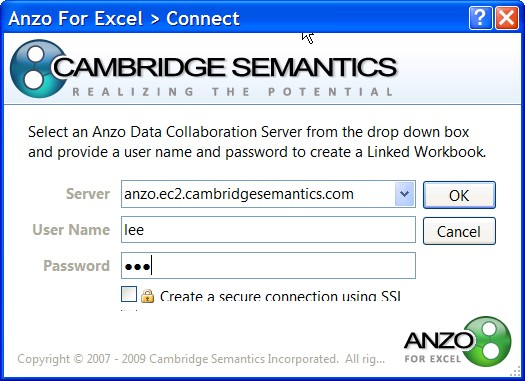 Anzo For Excel > Connect
CAMBRIDGE SEMANTICS
REALIZING THE POTENTIAL
Select an Anzo Data Collaboration Server from the drop down box
and provide a user name and password to create a Linked Workbook.
Server anzo.ec2.cambridgesemantics.com OK
User Name lee Cancel
Password ●●●
Create a secure connection using SSL
ANZO
FOR EXCEL
Copyright © 2007 - 2009 Cambridge Semantics Incorporated. All rig...